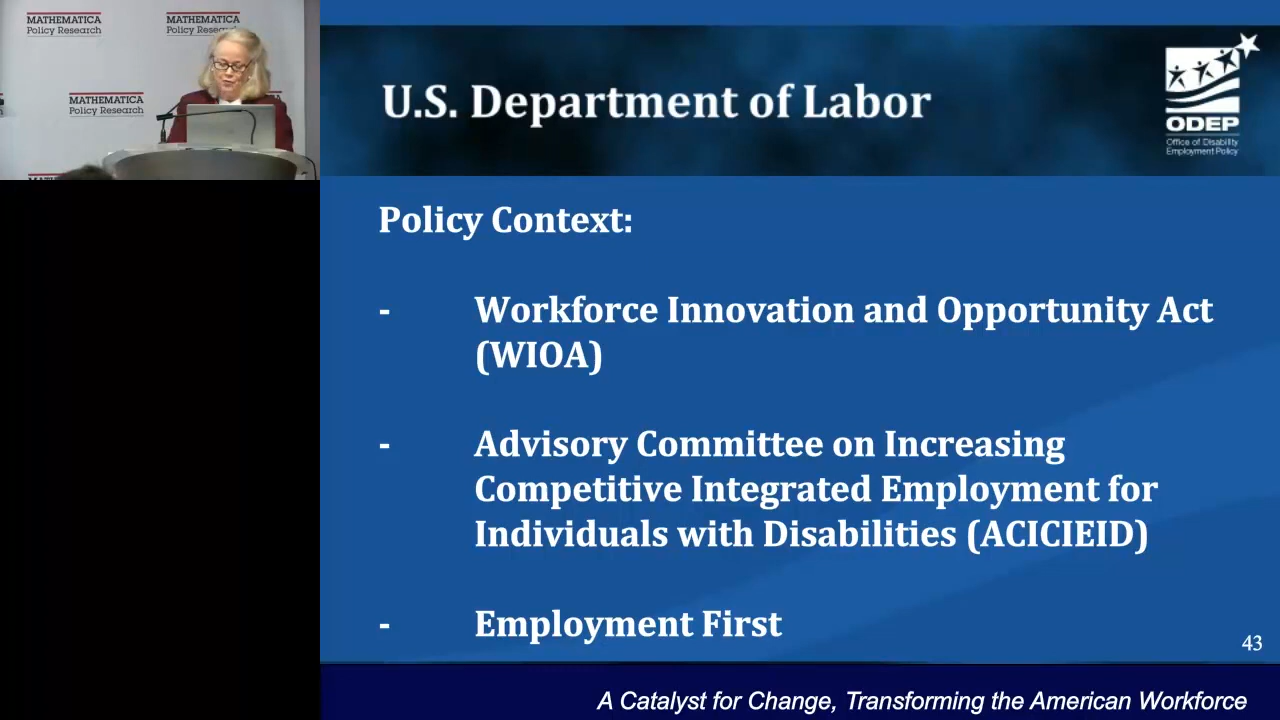 MATHEMATICA
Policy Research
MATHEMATICA
Policy Research
MATHEMATICA
Policy Research
U.S. Department of Labor
ODEP
Office of Disability
Employment Policy
Policy Context:
- Workforce Innovation and Opportunity Act
(WIOA)
- Advisory Committee on Increasing
Competitive Integrated Employment for
Individuals with Disabilities (ACICIEID)
- Employment First
43
A Catalyst for Change, Transforming the American Workforce